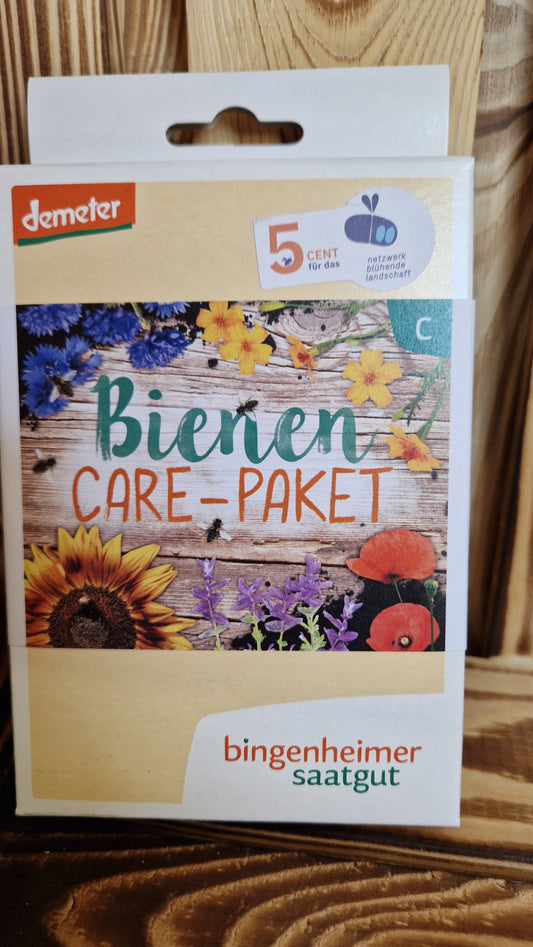 demeter
5 CENT
für das
netzwerk
blühende
landschaft
C
Bienen
CARE-PAKET
bingenheimer
saatgut